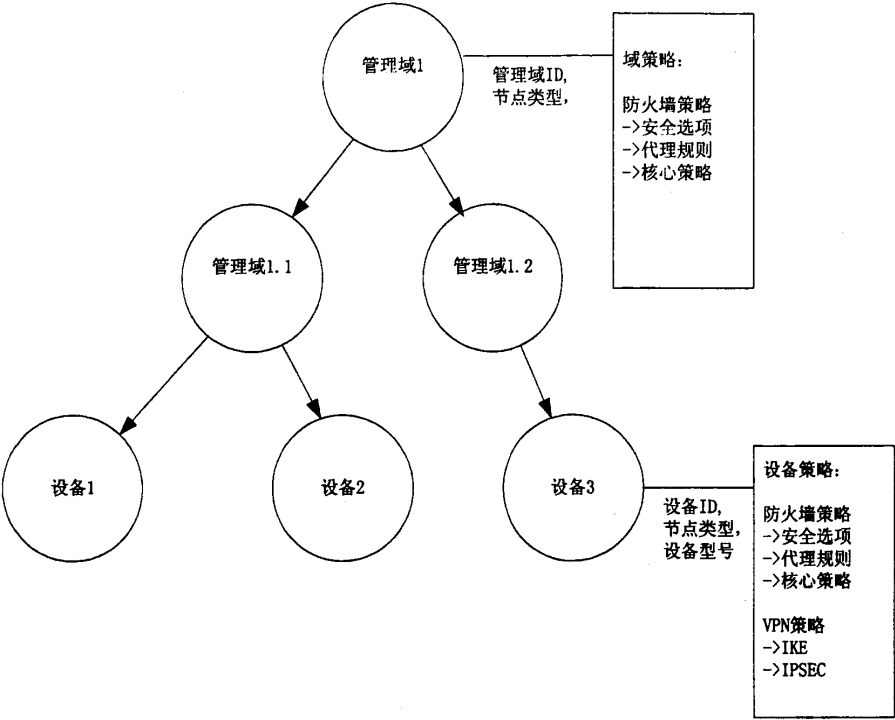 管理域1
管理域ID,
节点类型,
域策略:
防火墙策略
->安全选项
->代理规则
->核心策略
管理域1.1
管理域1.2
设备1
设备2
设备3
设备ID,
节点类型,
设备型号
设备策略:
防火墙策略
->安全选项
->代理规则
->核心策略
VPN策略
->IKE
->IPSEC